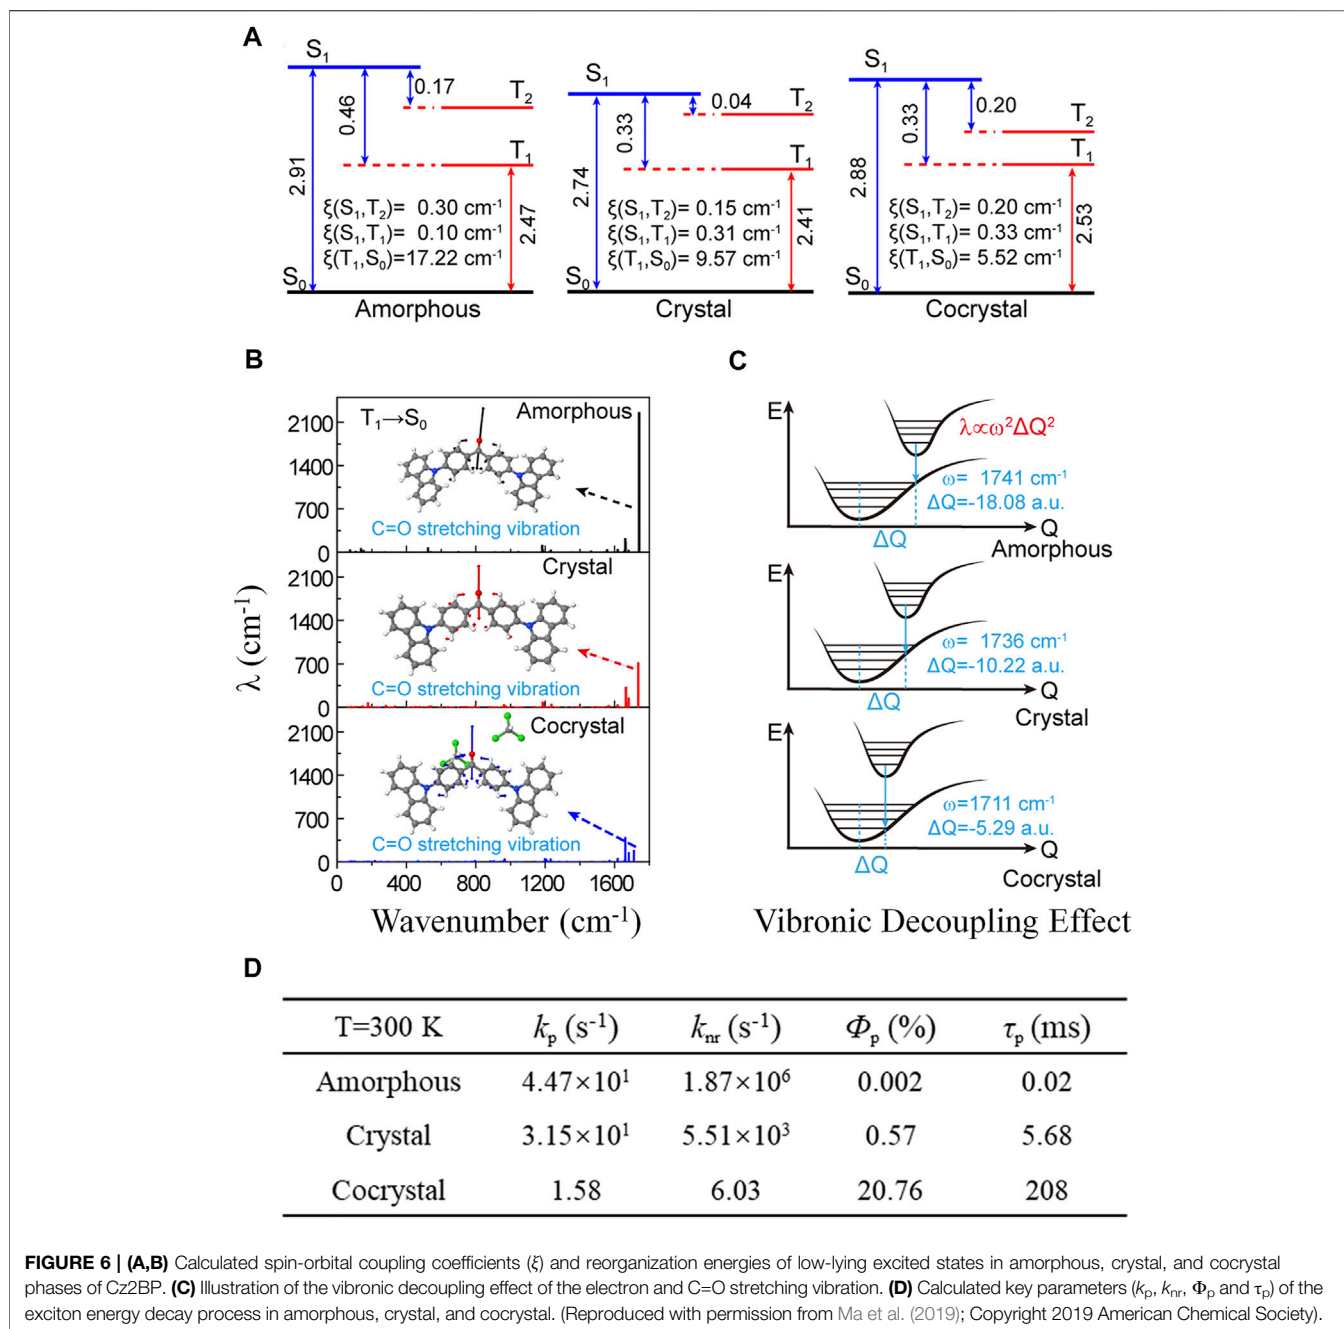 A
S1
0.17
T2
0.46
T1
2.91
2.47
ξ(S1,T2)= 0.30 cm-1
ξ(S1,T1)= 0.10 cm-1
ξ(T1,S0)=17.22 cm-1
S0
Amorphous
S1
0.04
T2
0.33
T1
2.74
2.41
ξ(S1,T2)= 0.15 cm-1
ξ(S1,T1)= 0.31 cm-1
ξ(T1,S0)= 9.57 cm-1
S0
Crystal
S1
0.20
T2
0.33
T1
2.88
2.53
ξ(S1,T2)= 0.20 cm-1
ξ(S1,T1)= 0.33 cm-1
ξ(T1,S0)= 5.52 cm-1
S0
Cocrystal
B
T1→S0
Amorphous
2100
1400
700
0
C=O stretching vibration
Crystal
2100
1400
700
0
C=O stretching vibration
Cocrystal
2100
1400
700
0
C=O stretching vibration
λ (cm-1)
0 400 800 1200 1600
Wavenumber (cm-1)
C
E
λ∝ω2ΔQ2
ω= 1741 cm-1
ΔQ=-18.08 a.u.
ΔQ
Q
Amorphous
E
ω= 1736 cm-1
ΔQ=-10.22 a.u.
ΔQ
Q
Crystal
E
ω=1711 cm-1
ΔQ=-5.29 a.u.
ΔQ
Q
Cocrystal
Vibronic Decoupling Effect
D
T=300 K kp (s-1) knr (s-1) Φp (%) τp (ms)
Amorphous 4.47×101 1.87×106 0.002 0.02
Crystal 3.15×101 5.51×103 0.57 5.68
Cocrystal 1.58 6.03 20.76 208
FIGURE 6 | (A,B) Calculated spin-orbital coupling coefficients (ξ) and reorganization energies of low-lying excited states in amorphous, crystal, and cocrystal
phases of Cz2BP. (C) Illustration of the vibronic decoupling effect of the electron and C=O stretching vibration. (D) Calculated key parameters (kp, knr, Φp and τp) of the
exciton energy decay process in amorphous, crystal, and cocrystal. (Reproduced with permission from Ma et al. (2019); Copyright 2019 American Chemical Society).